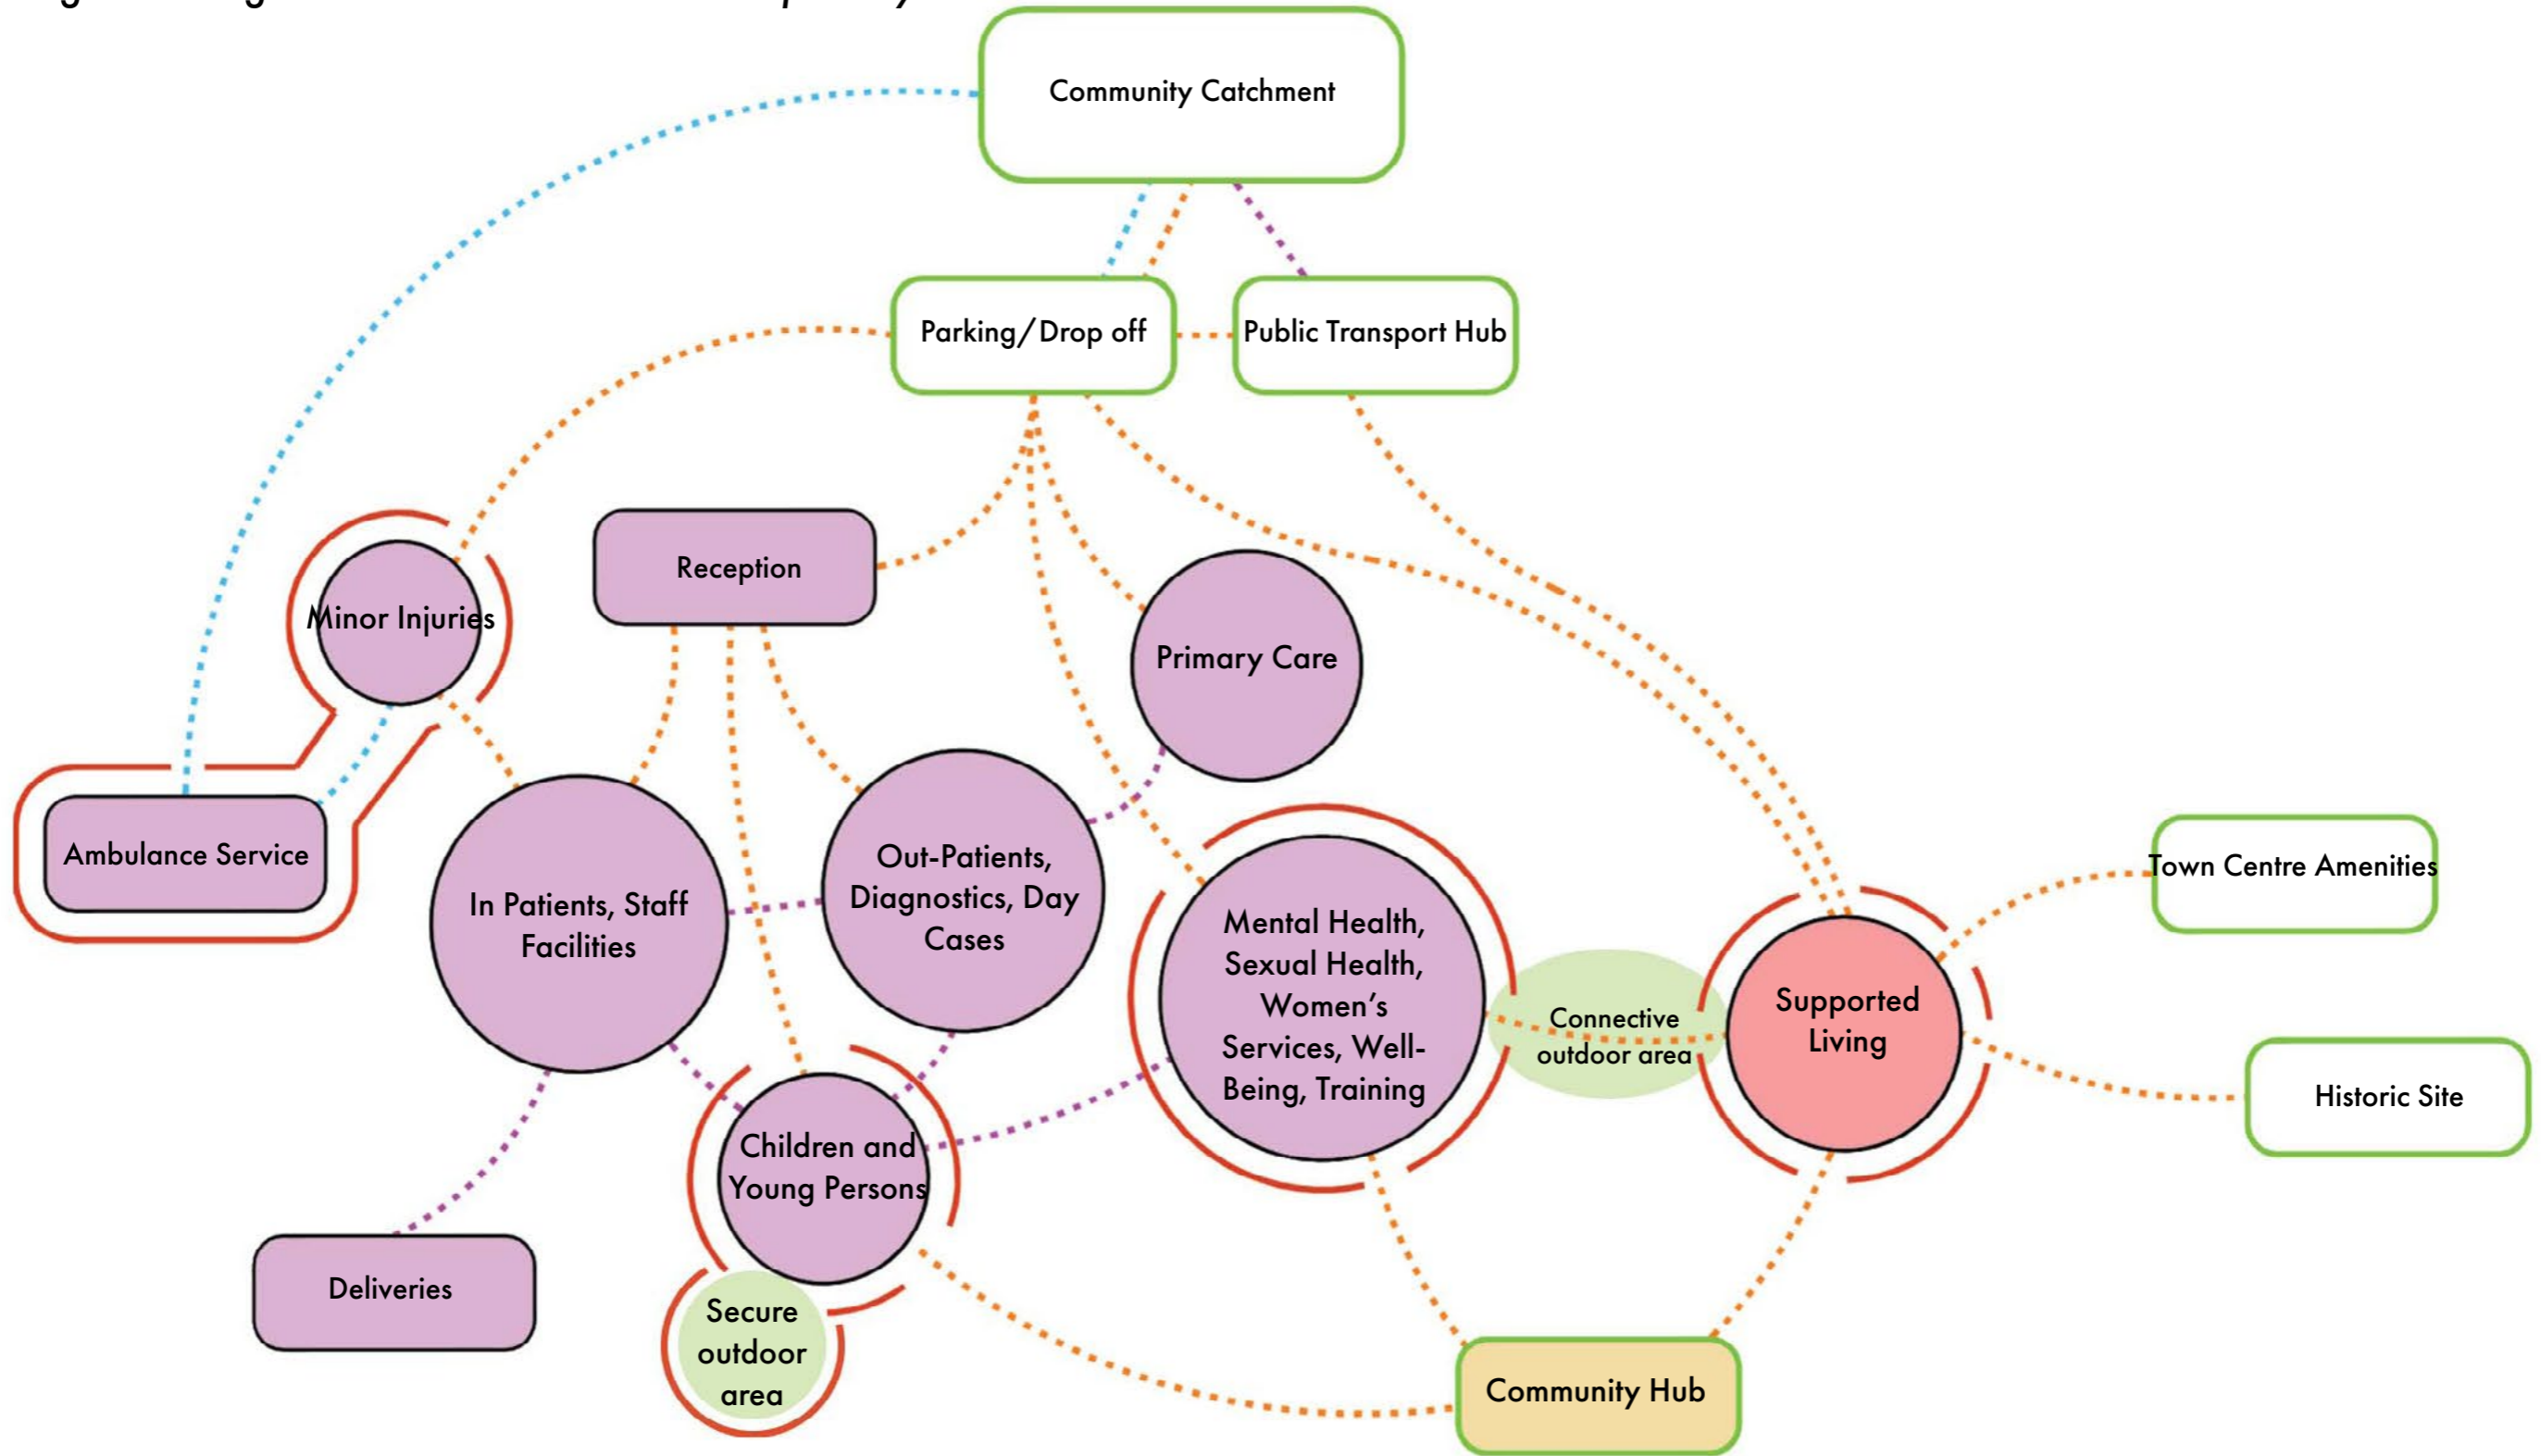 Community Catchment
Parking/Drop off
Public Transport Hub
Reception
Minor Injuries
Primary Care
Ambulance Service
In Patients, Staff
Facilities
Out-Patients,
Diagnostics, Day
Cases
Mental Health,
Sexual Health,
Women's
Services, Well-
Being, Training
Connective
outdoor area
Supported
Living
Town Centre Amenities
Historic Site
Children and
Young Persons
Deliveries
Secure
outdoor
area
Community Hub